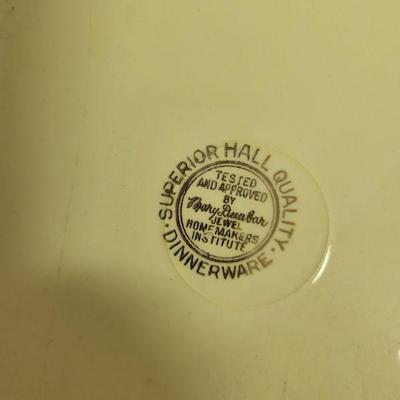 SUPERIOR HALL QUALITY
· DINNERWARE ·
TESTED
AND APPROVED
BY
Mary Dunbar
JEWEL
HOMEMAKERS
INSTITUTE